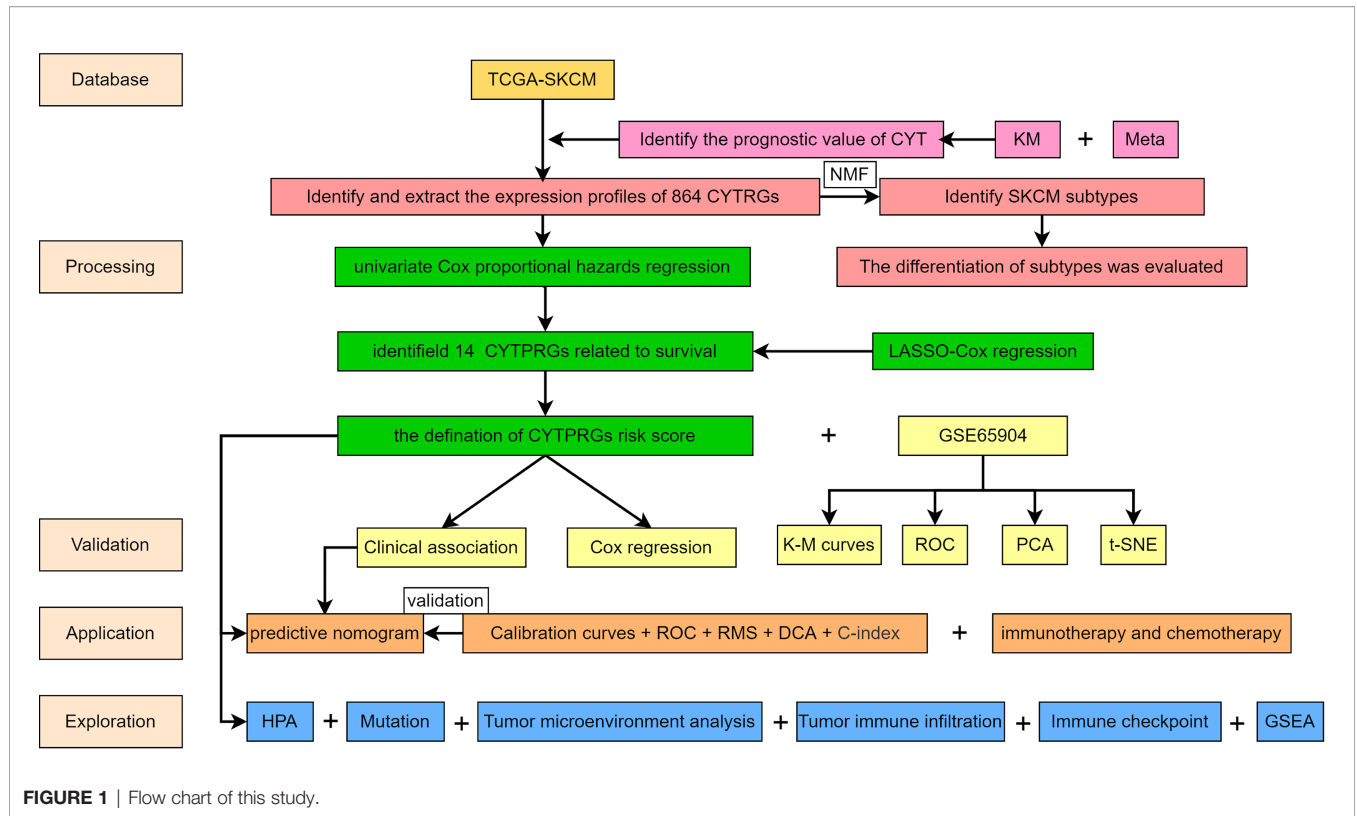 Database
TCGA-SKCM
Identify the prognostic value of CYT
KM
+
Meta
NMF
Identify and extract the expression profiles of 864 CYTRGs
Identify SKCM subtypes
Processing
univariate Cox proportional hazards regression
The differentiation of subtypes was evaluated
identifield 14 CYTPRGs related to survival
LASSO-Cox regression
the defination of CYTPRGs risk score
+
GSE65904
Validation
Clinical association
Cox regression
K-M curves
ROC
PCA
t-SNE
validation
Application
predictive nomogram
Calibration curves + ROC + RMS + DCA + C-index
+
immunotherapy and chemotherapy
Exploration
HPA
+
Mutation
+
Tumor microenvironment analysis
+
Tumor immune infiltration
+
Immune checkpoint
+
GSEA
FIGURE 1 | Flow chart of this study.